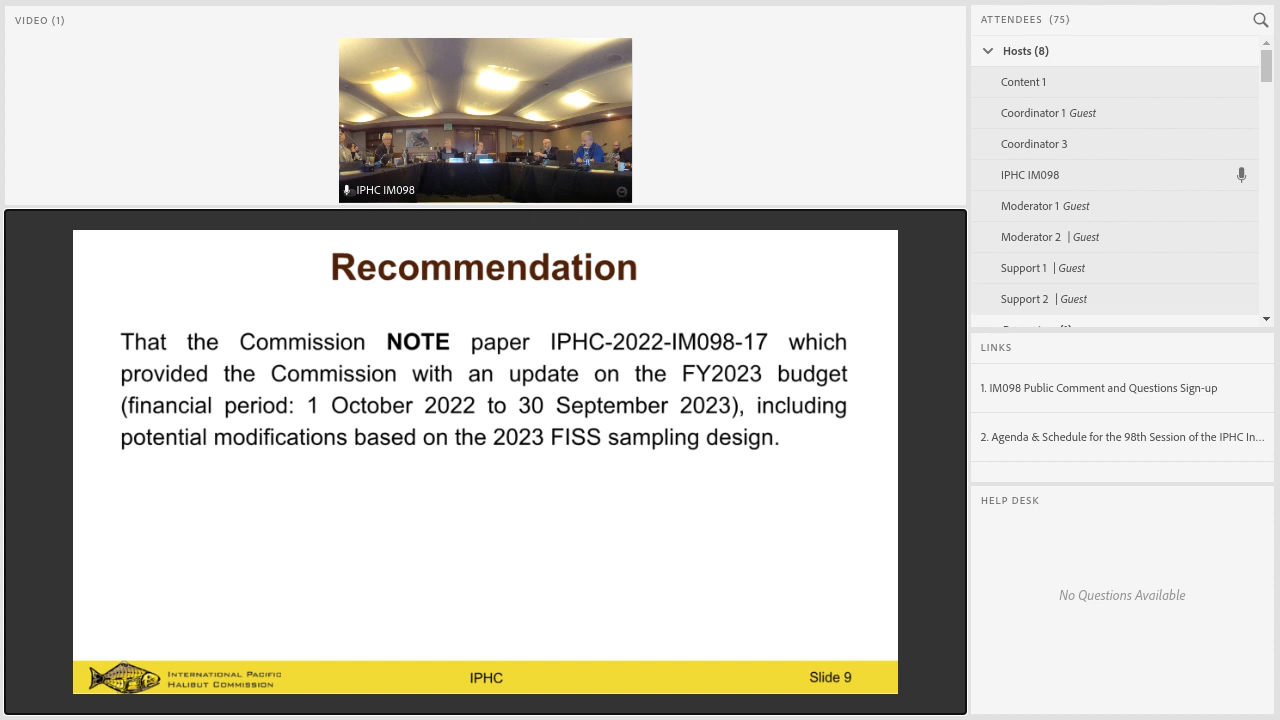 VIDEO (1)
IPHC IM098
Recommendation
That the Commission NOTE paper IPHC-2022-IM098-17 which
provided the Commission with an update on the FY2023 budget
(financial period: 1 October 2022 to 30 September 2023), including
potential modifications based on the 2023 FISS sampling design.
INTERNATIONAL PACIFIC
HALIBUT COMMISSION
IPHC
Slide 9
ATTENDEES (75)
Hosts (8)
Content 1
Coordinator 1 Guest
Coordinator 3
IPHC IM098
Moderator 1 Guest
Moderator 2 | Guest
Support 1 | Guest
Support 2 | Guest
LINKS
1. IM098 Public Comment and Questions Sign-up
2. Agenda & Schedule for the 98th Session of the IPHC In...
HELP DESK
No Questions Available